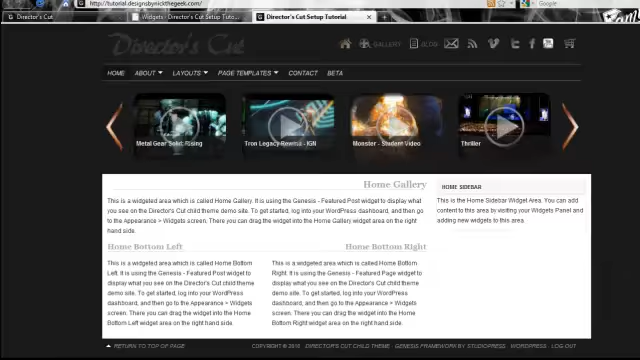 http://tutorial.designsbynickthegeek.com/
Director's Cut
Widgets - Director's Cut Setup Tuto...
Director's Cut Setup Tutorial
Director's Cut
GALLERY
BLOG
HOME ABOUT LAYOUTS PAGE TEMPLATES CONTACT BETA
Metal Gear Solid: Rising
Tron Legacy Rewind - IGN
Monster - Student Video
Thriller
Home Gallery
This is a widgeted area which is called Home Gallery. It is using the Genesis - Featured Post widget to display what
you see on the Director's Cut child theme demo site. To get started, log into your WordPress dashboard, and then go
to the Appearance > Widgets screen. There you can drag the widget into the Home Gallery widget area on the right
hand side.
HOME SIDEBAR
This is the Home Sidebar Widget Area. You can add
content to this area by visiting your Widgets Panel and
adding new widgets to this area
Home Bottom Left
This is a widgeted area which is called Home Bottom
Left. It is using the Genesis - Featured Post widget to
display what you see on the Director's Cut child theme
demo site. To get started, log into your WordPress
dashboard, and then go to the Appearance > Widgets
screen. There you can drag the widget into the Home
Bottom Left widget area on the right hand side.
Home Bottom Right
This is a widgeted area which is called Home Bottom
Right. It is using the Genesis - Featured Page widget to
display what you see on the Director's Cut child theme
demo site. To get started, log into your WordPress
dashboard, and then go to the Appearance > Widgets
screen. There you can drag the widget into the Home
Bottom Right widget area on the right hand side.
RETURN TO TOP OF PAGE
COPYRIGHT © 2010 · DIRECTOR'S CUT CHILD THEME · GENESIS FRAMEWORK BY STUDIOPRESS · WORDPRESS · LOG OUT